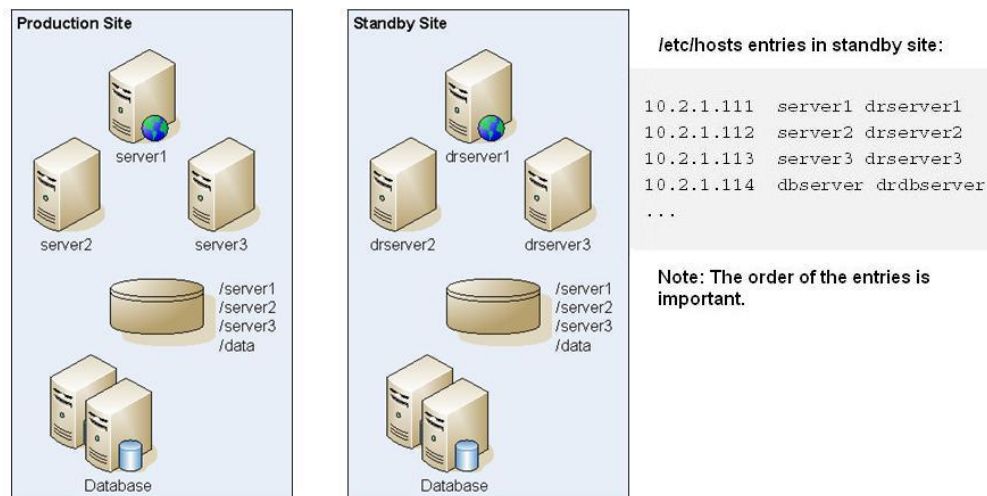 Production Site
server1
server2
server3
/server1
/server2
/server3
/data
Database
Standby Site
drserver1
drserver2
drserver3
/server1
/server2
/server3
/data
Database
/etc/hosts entries in standby site:
10.2.1.111 server1 drserver1
10.2.1.112 server2 drserver2
10.2.1.113 server3 drserver3
10.2.1.114 dbserver drdbserver
...
Note: The order of the entries is
important.